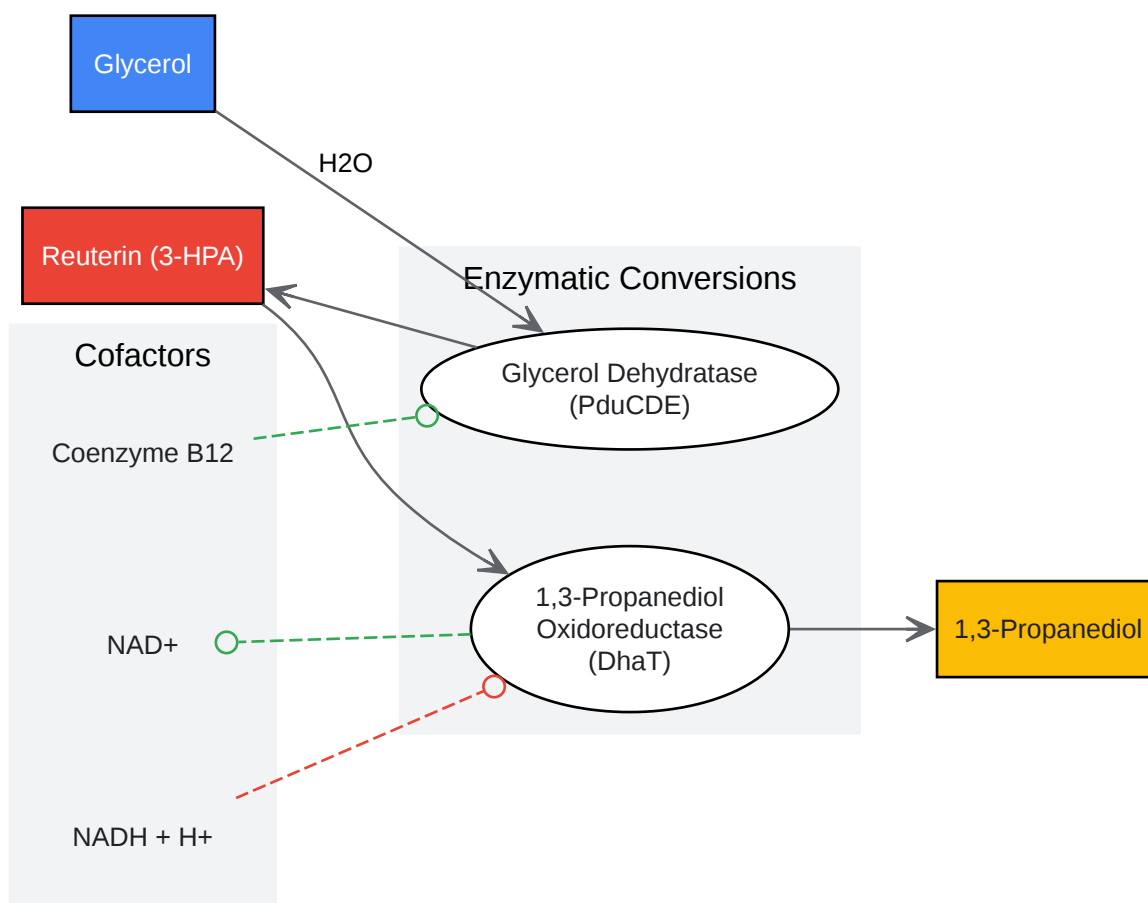 Glycerol
H2O
Reuterin (3-HPA)
Enzymatic Conversions
Cofactors
Glycerol Dehydratase
(PduCDE)
Coenzyme B12
1,3-Propanediol
Oxidoreductase
(DhaT)
1,3-Propanediol
NAD+
NADH + H+